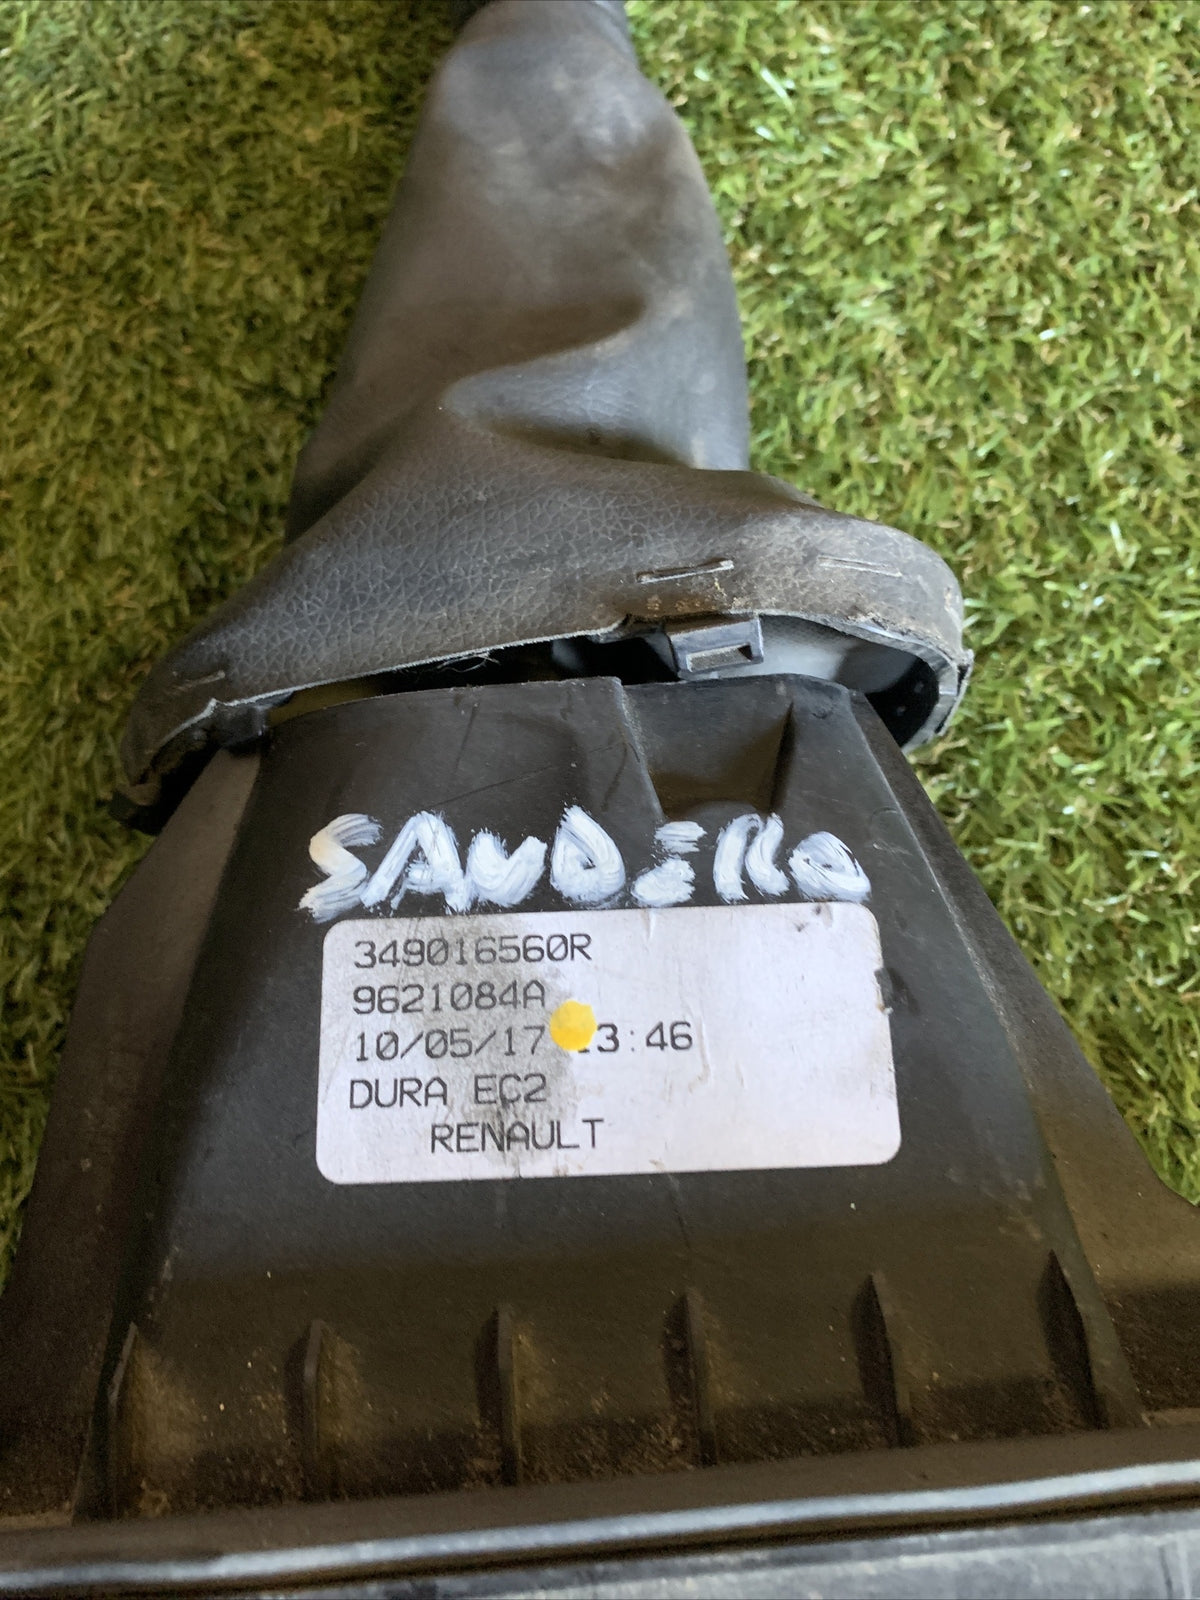 SANDERO
349016560R
9621084A
10/05/17 13:46
DURA EC2
RENAULT